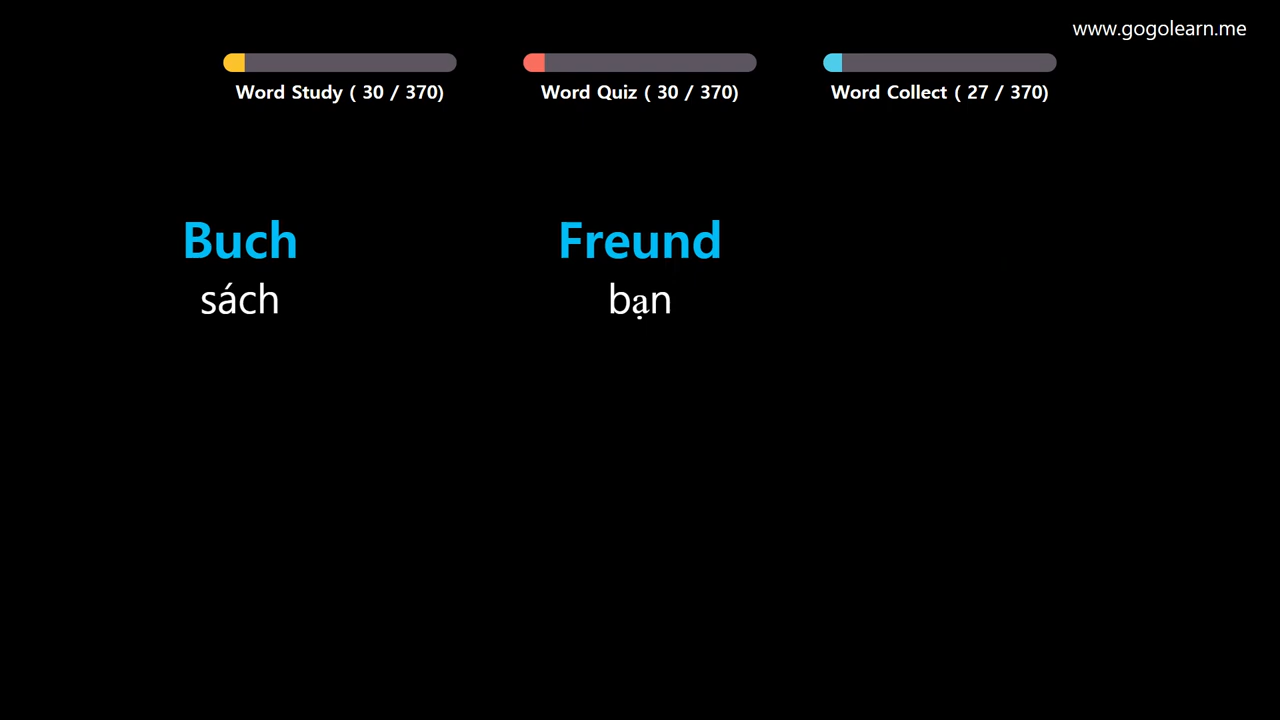 www.gogolearn.me
Word Study ( 30 / 370)
Word Quiz ( 30 / 370)
Word Collect ( 27 / 370)
Buch
sách
Freund
bạn